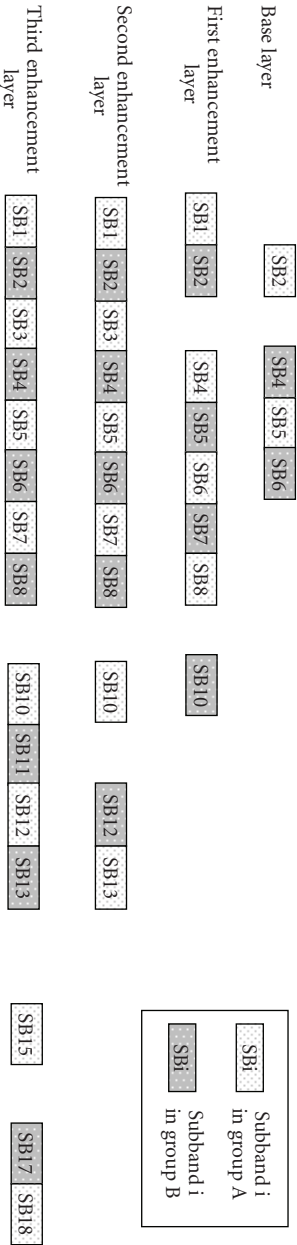 Base layer
SB2
SB4
SB5
SB6
First enhancement
layer
SB1
SB2
SB4
SB5
SB6
SB7
SB8
SB10
Second enhancement
layer
SB1
SB2
SB3
SB4
SB5
SB6
SB7
SB8
SB10
SB12
SB13
Third enhancement
layer
SB1
SB2
SB3
SB4
SB5
SB6
SB7
SB8
SB10
SB11
SB12
SB13
SB15
SB17
SB18
SBi
Subband i
in group A
SBi
Subband i
in group B